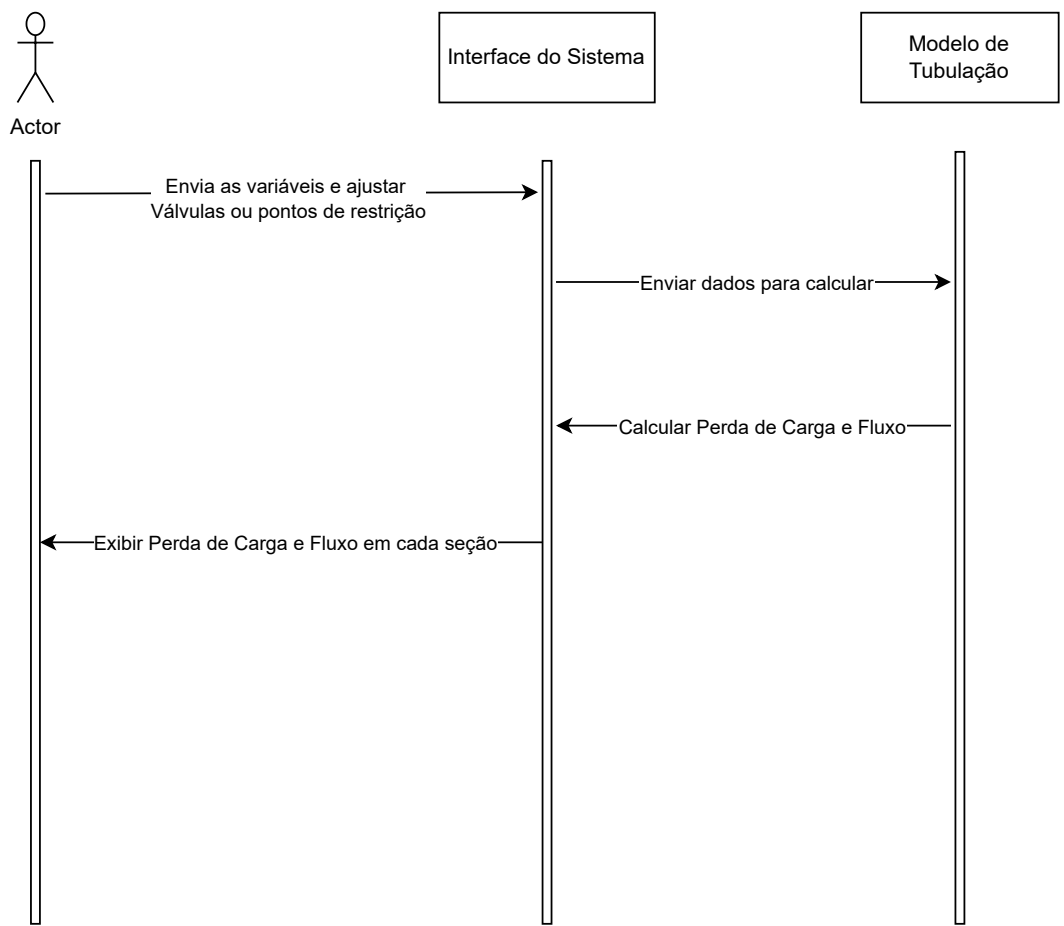 Interface do Sistema
Modelo de
Tubulação
Actor
Envia as variáveis e ajustar
Válvulas ou pontos de restrição
Enviar dados para calcular
Calcular Perda de Carga e Fluxo
Exibir Perda de Carga e Fluxo em cada seção